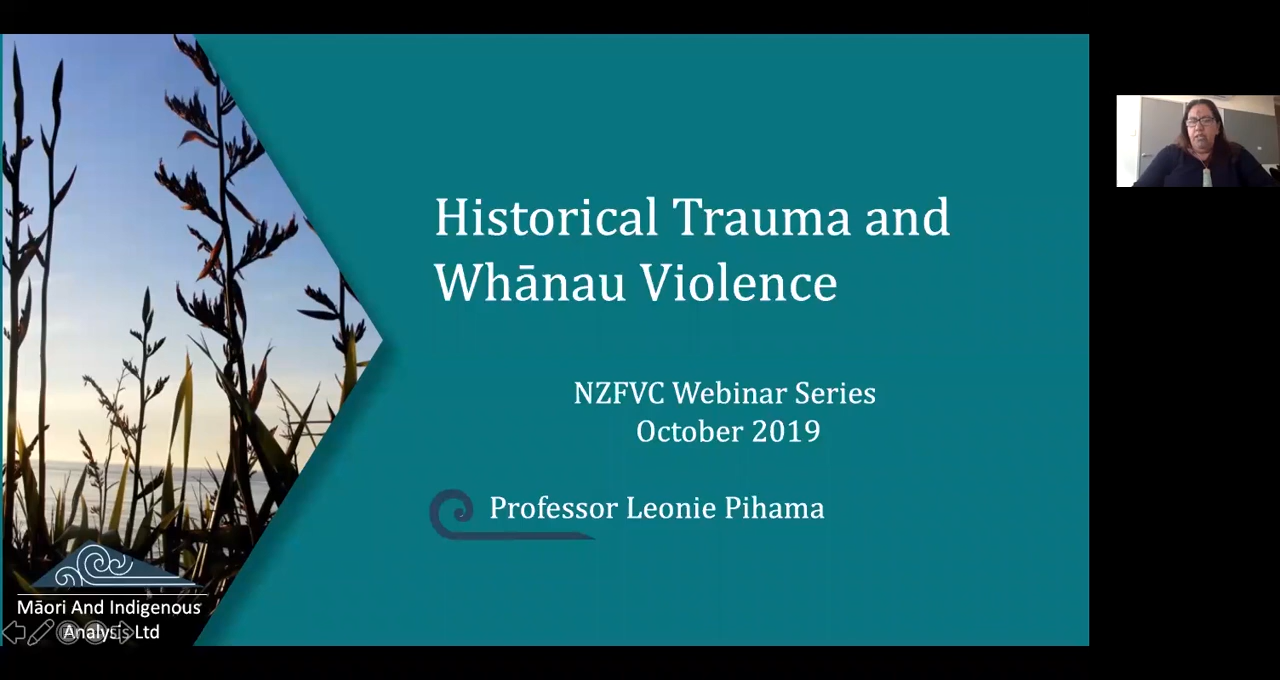 Historical Trauma and
Whānau Violence
NZFVC Webinar Series
October 2019
Professor Leonie Pihama
Māori And Indigenous
Analysis Ltd